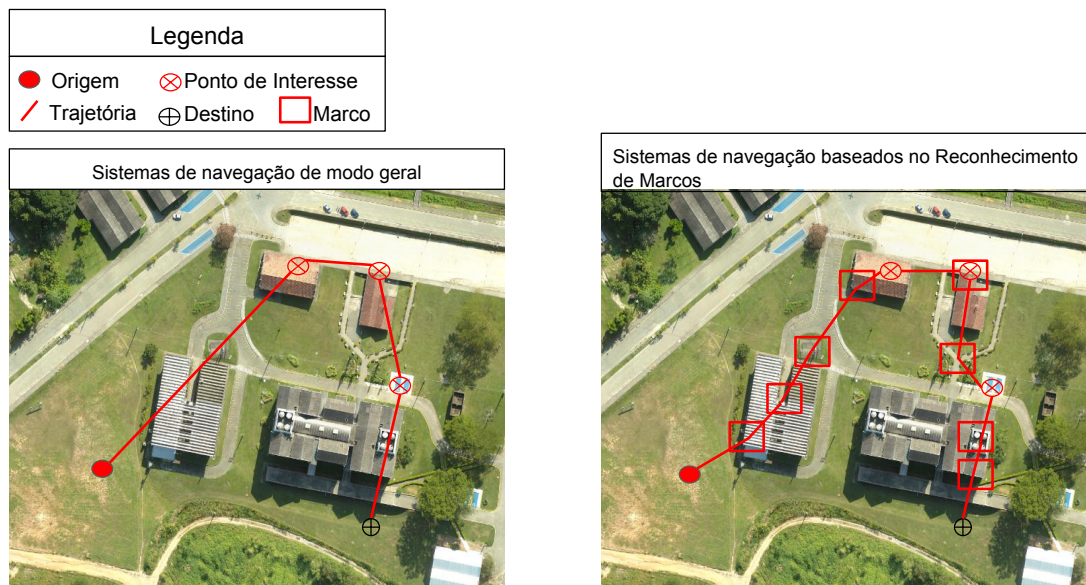 Legenda
Origem
Ponto de Interesse
Trajetória
Destino
Marco
Sistemas de navegação de modo geral
Sistemas de navegação baseados no Reconhecimento
de Marcos